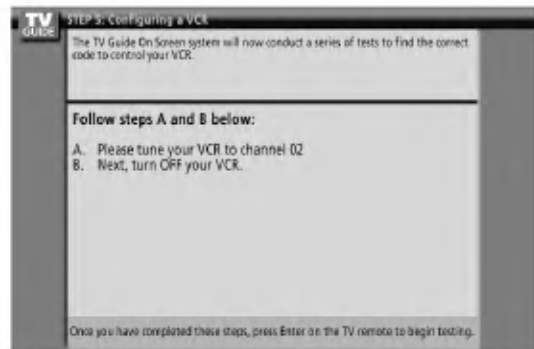 TV
GUIDE
STEP 5: Configuring a VCR
The TV Guide On Screen system will now conduct a series of tests to find the correct
code to control your VCR.
Follow steps A and B below:
A. Please tune your VCR to channel 02
B. Next, turn OFF your VCR.
Once you have completed these steps, press Enter on the TV remote to begin testing.